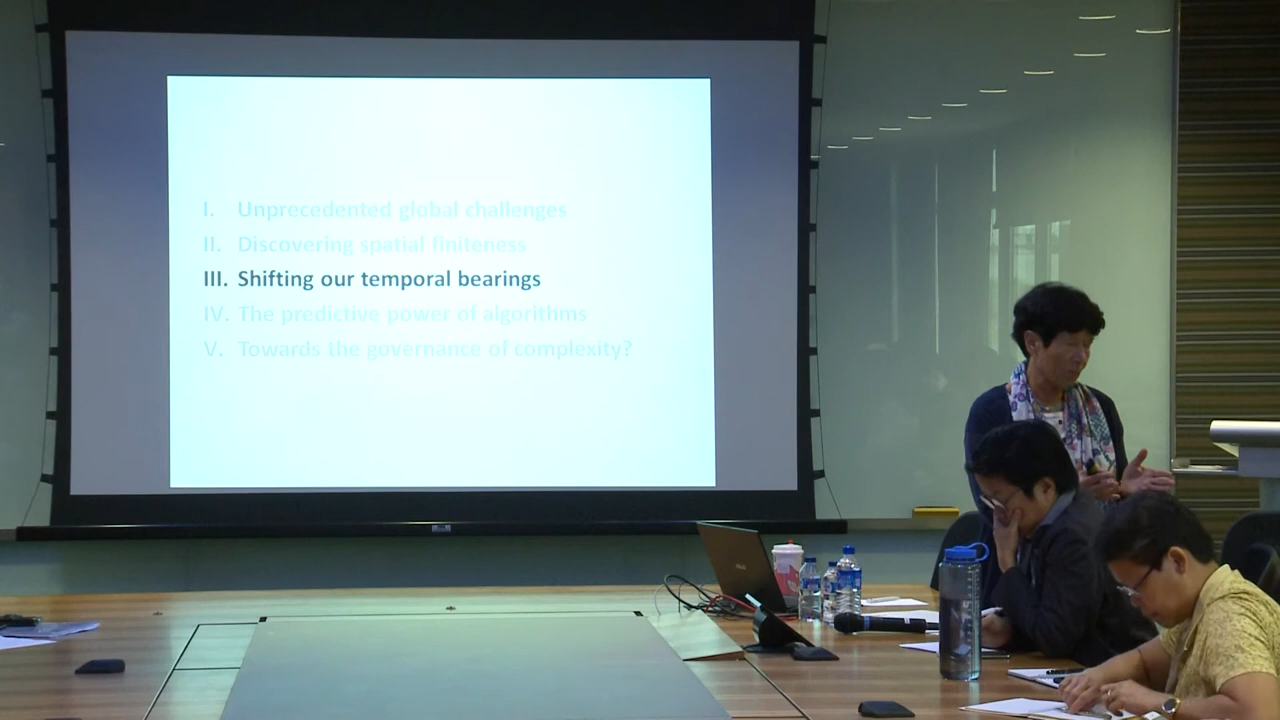 I. Unprecedented global challenges
II. Discovering spatial finiteness
III. Shifting our temporal bearings
IV. The predictive power of algorithms
V. Towards the governance of complexity?